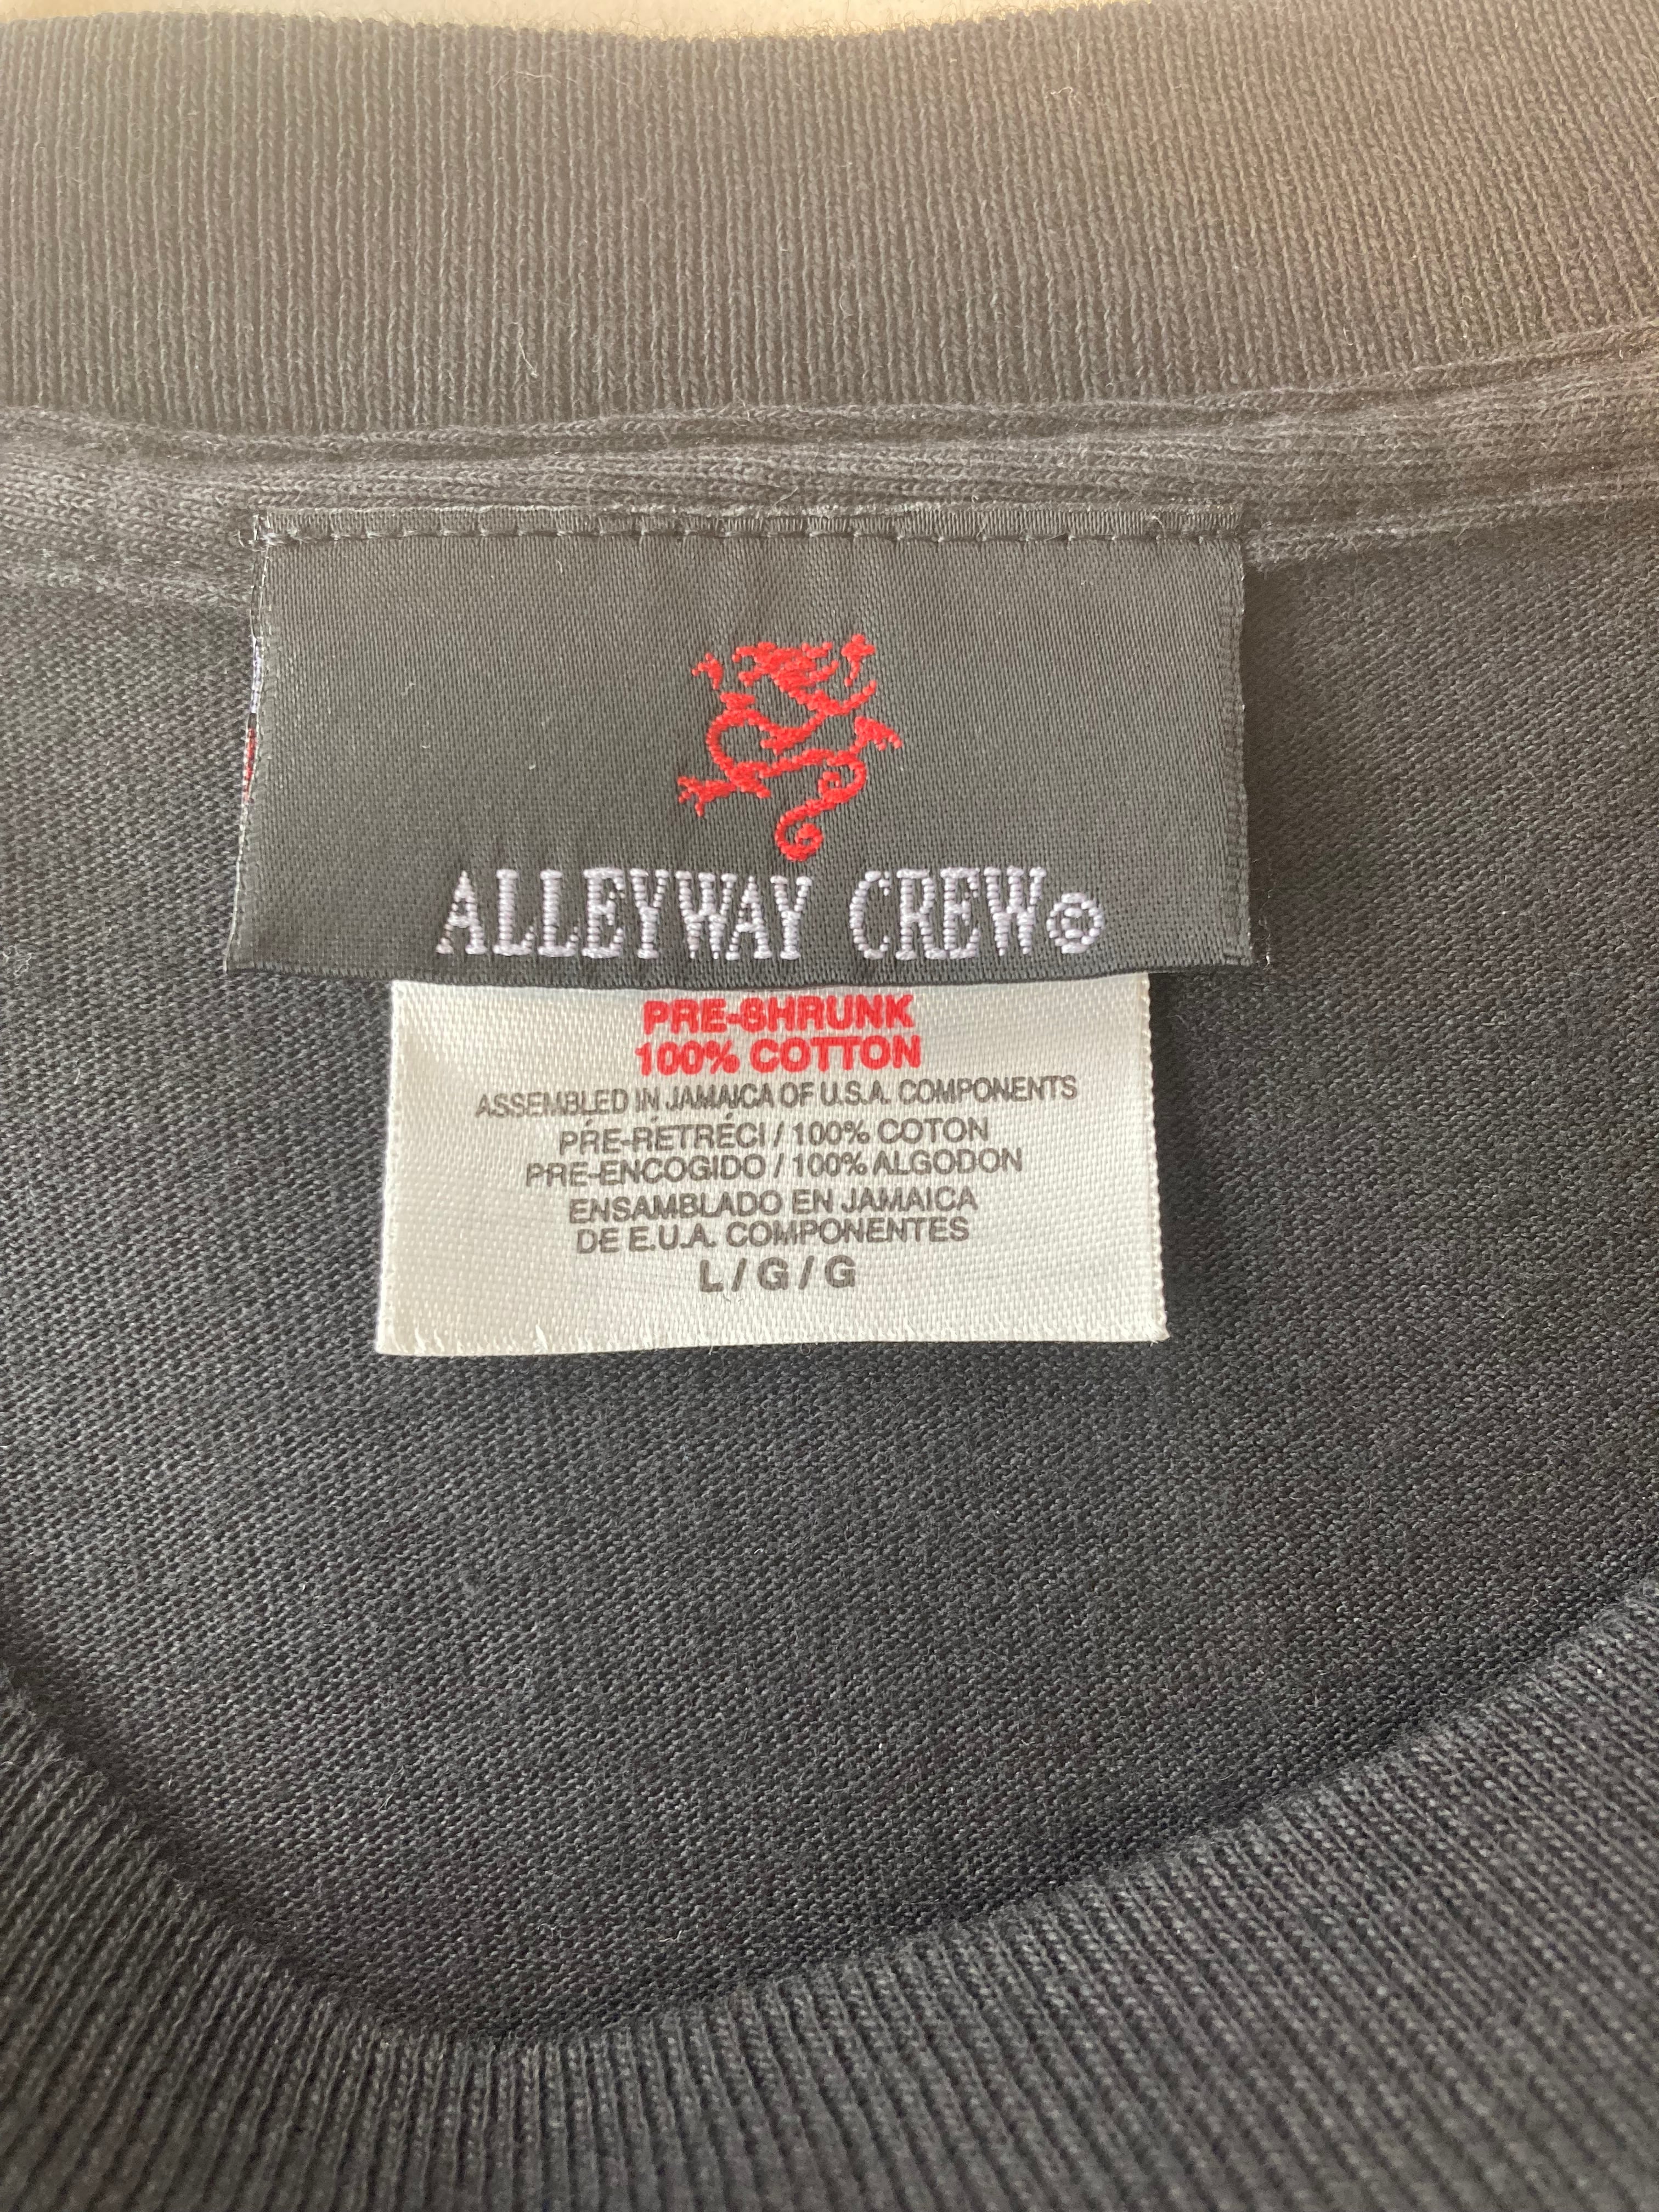 ALLEYWAY CREW®
PRE-SHRUNK
100% COTTON
ASSEMBLED IN JAMAICA OF U.S.A. COMPONENTS
PRÉ-RÉTRÉCI / 100% COTON
PRE-ENCOGIDO / 100% ALGODON
ENSAMBLADO EN JAMAICA
DE E.U.A. COMPONENTES
L / G / G